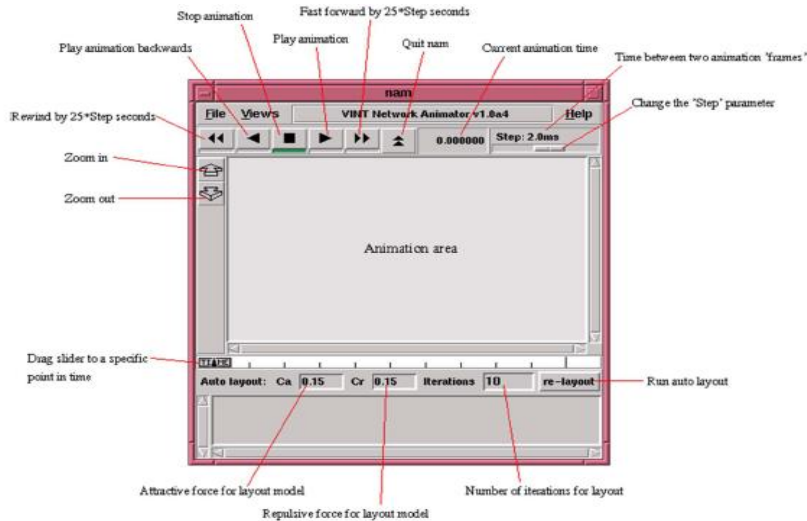 Fast forward by 25*Step seconds
Stop animation
Play animation backwards
Play animation
Quit nam
Current animation time
Time between two animation 'frames'
nam
Change the 'Step' parameter
File Views VINT Network Animator v1.0a4 Help
Rewind by 25*Step seconds
0.000000
Step: 2.0ms
Zoom in
Zoom out
Animation area
Drag slider to a specific
point in time
TIME
Auto layout: Ca 0.15 Cr 0.15 Iterations 10 re-layout
Run auto layout
Attractive force for layout model
Number of iterations for layout
Repulsive force for layout model